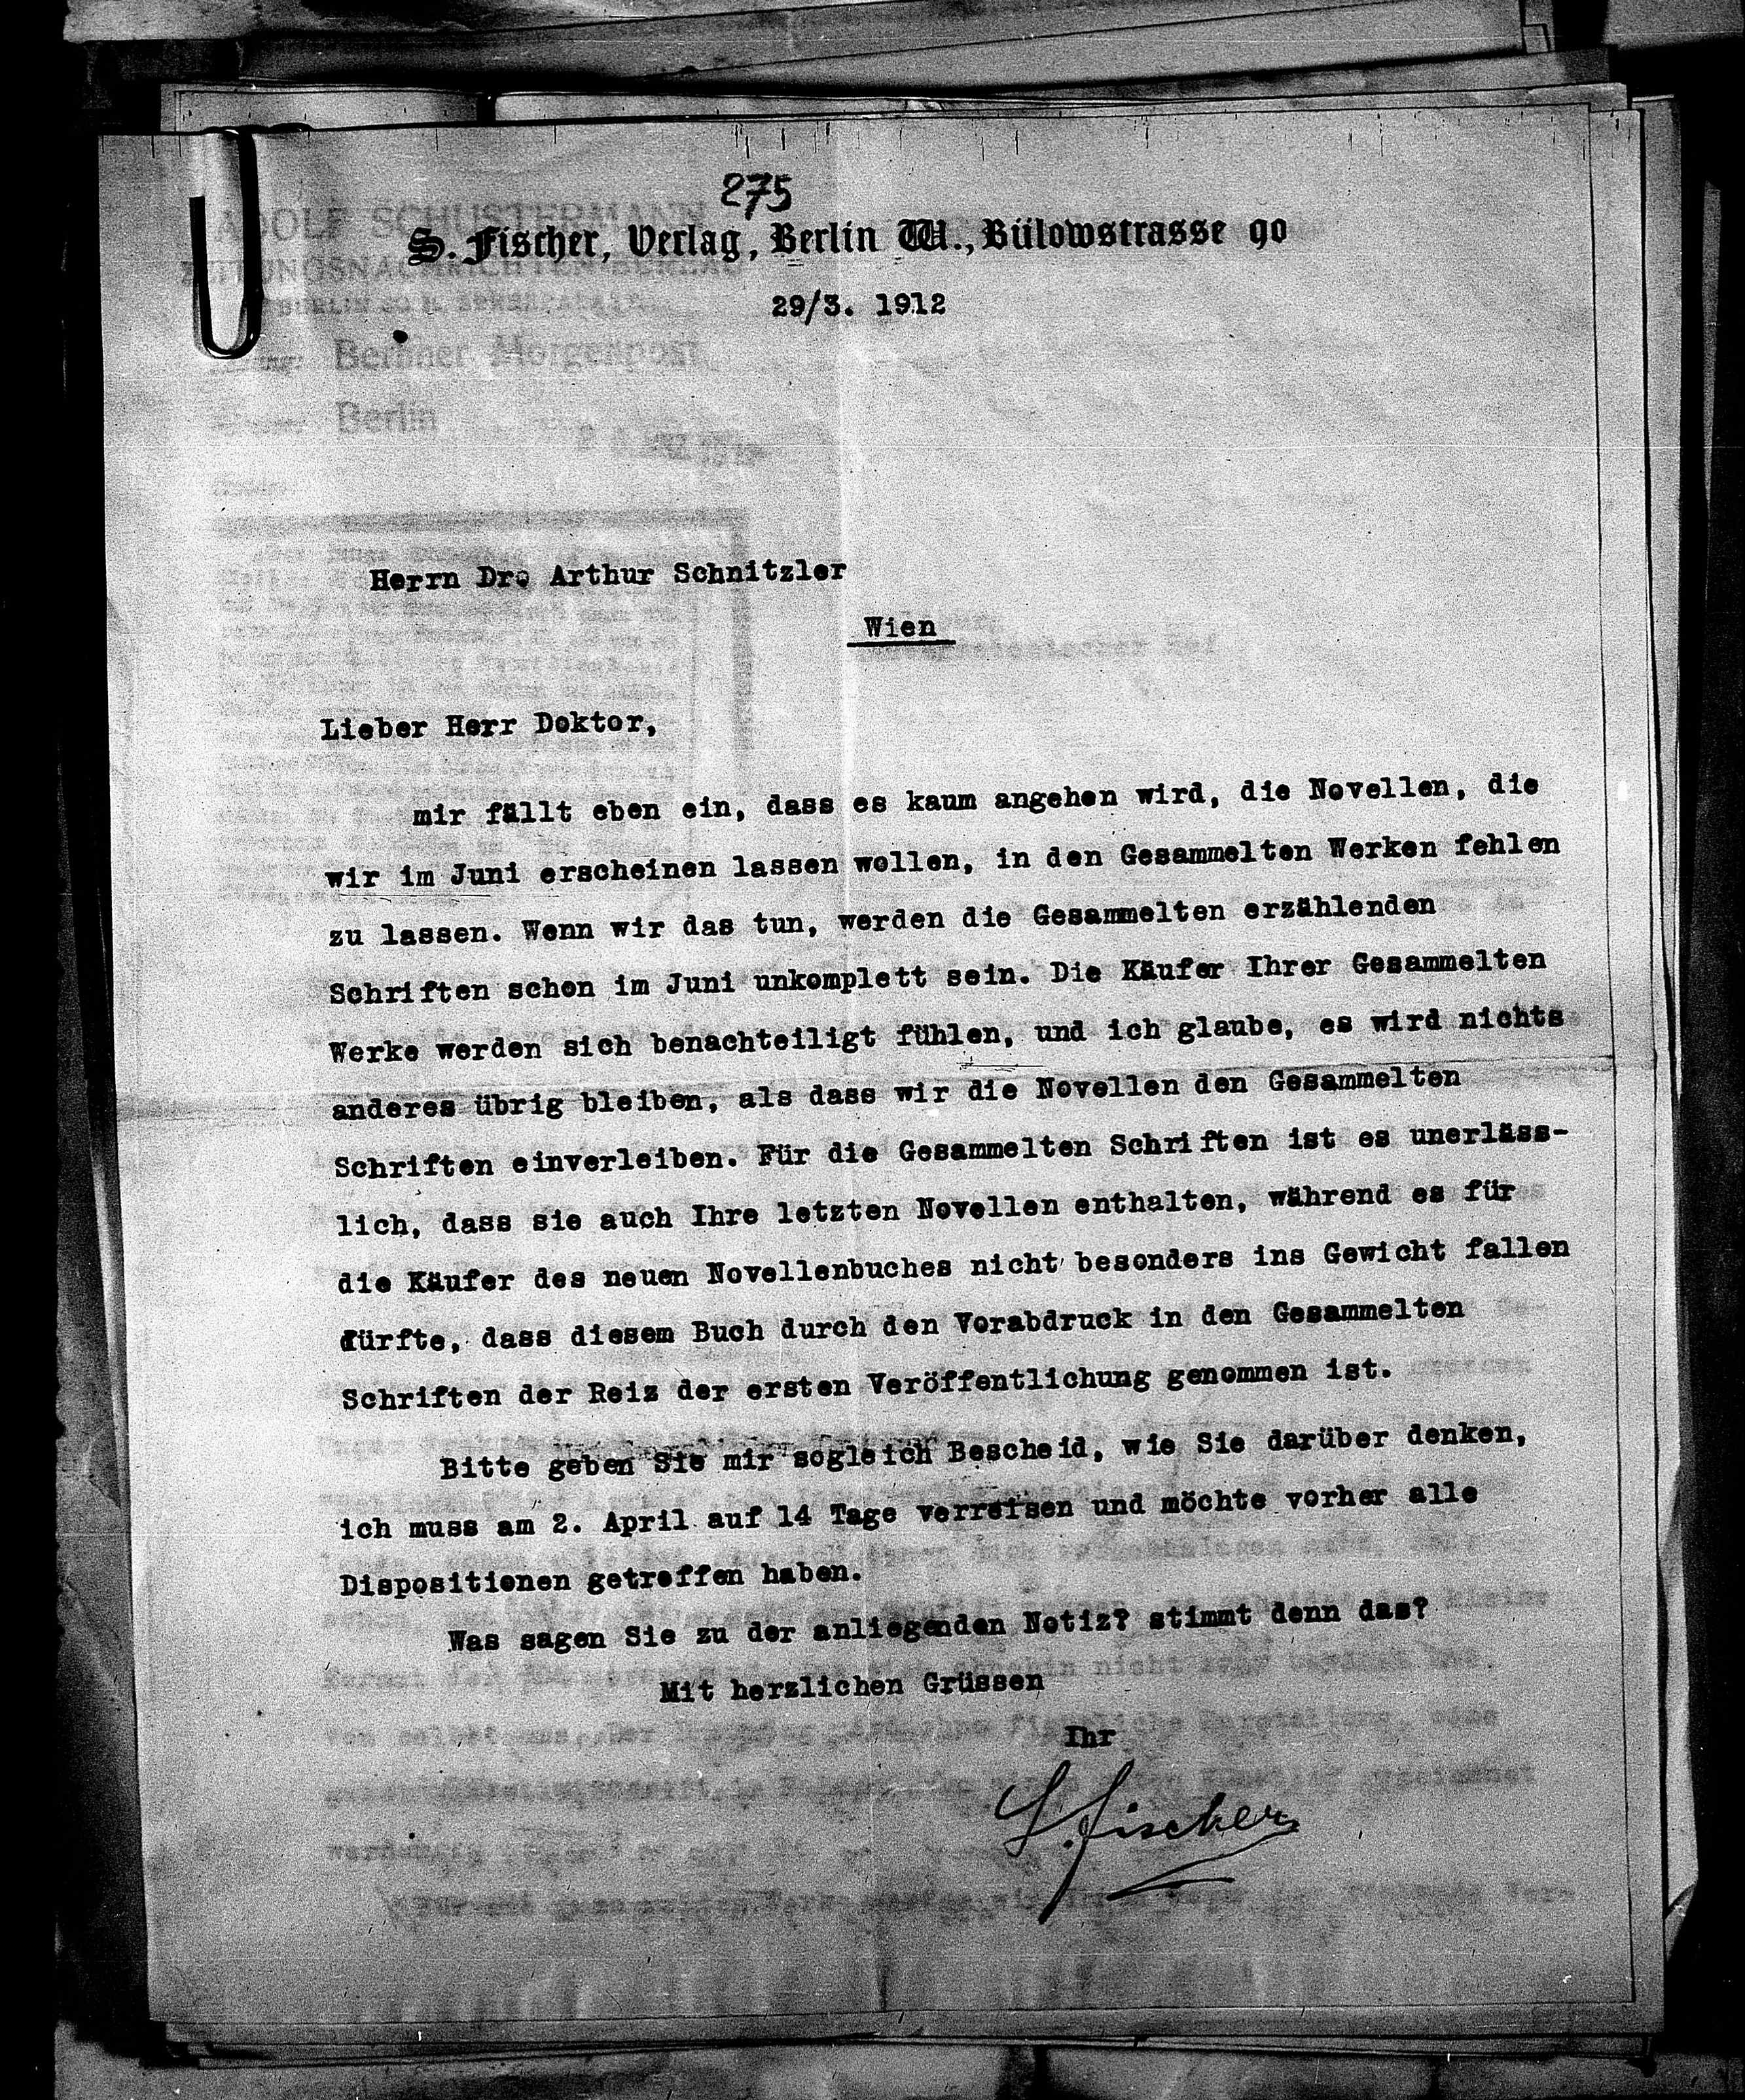 275
S. Fischer, Verlag, Berlin W., Bülowstrasse 90
29/3. 1912
ADOLF SCHUSTERMANN
ZEITUNGSNACHRICHTEN-BUREAU
Berliner Morgenpost
Berlin
Herrn Dr. Arthur Schnitzler
Wien
Lieber Herr Doktor,
mir fällt eben ein, dass es kaum angehen wird, die Novellen, die
wir im Juni erscheinen lassen wollen, in den Gesammelten Werken fehlen
zu lassen. Wenn wir das tun, werden die Gesammelten erzählenden
Schriften schon im Juni unkomplett sein. Die Käufer Ihrer Gesammelten
Werke werden sich benachteiligt fühlen, und ich glaube, es wird nichts
anderes übrig bleiben, als dass wir die Novellen den Gesammelten
Schriften einverleiben. Für die Gesammelten Schriften ist es unerläss-
lich, dass sie auch Ihre letzten Novellen enthalten, während es für
die Käufer des neuen Novellenbuches nicht besonders ins Gewicht fallen
dürfte, dass diesem Buch durch den Vorabdruck in den Gesammelten
Schriften der Reiz der ersten Veröffentlichung genommen ist.
Bitte geben Sie mir sogleich Bescheid, wie Sie darüber denken,
ich muss am 2. April auf 14 Tage verreisen und möchte vorher alle
Dispositionen getroffen haben.
Was sagen Sie zu der anliegenden Notiz? stimmt denn das?
Mit herzlichen Grüssen
Ihr
S. Fischer